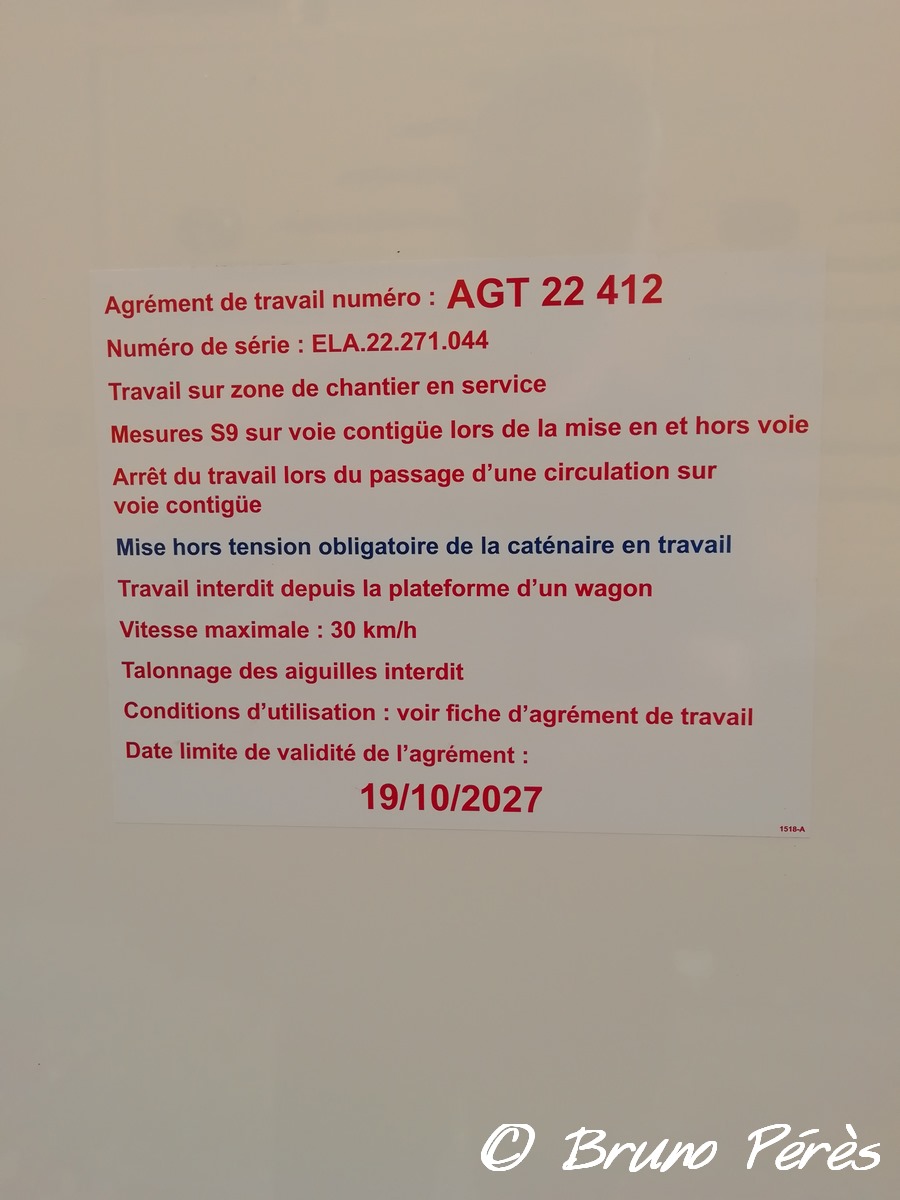 Agrément de travail numéro : AGT 22 412
Numéro de série : ELA.22.271.044
Travail sur zone de chantier en service
Mesures S9 sur voie contigüe lors de la mise en et hors voie
Arrêt du travail lors du passage d’une circulation sur
voie contigüe
Mise hors tension obligatoire de la caténaire en travail
Travail interdit depuis la plateforme d’un wagon
Vitesse maximale : 30 km/h
Talonnage des aiguilles interdit
Conditions d’utilisation : voir fiche d’agrément de travail
Date limite de validité de l’agrément :
19/10/2027
1518-A
© Bruno Pérès